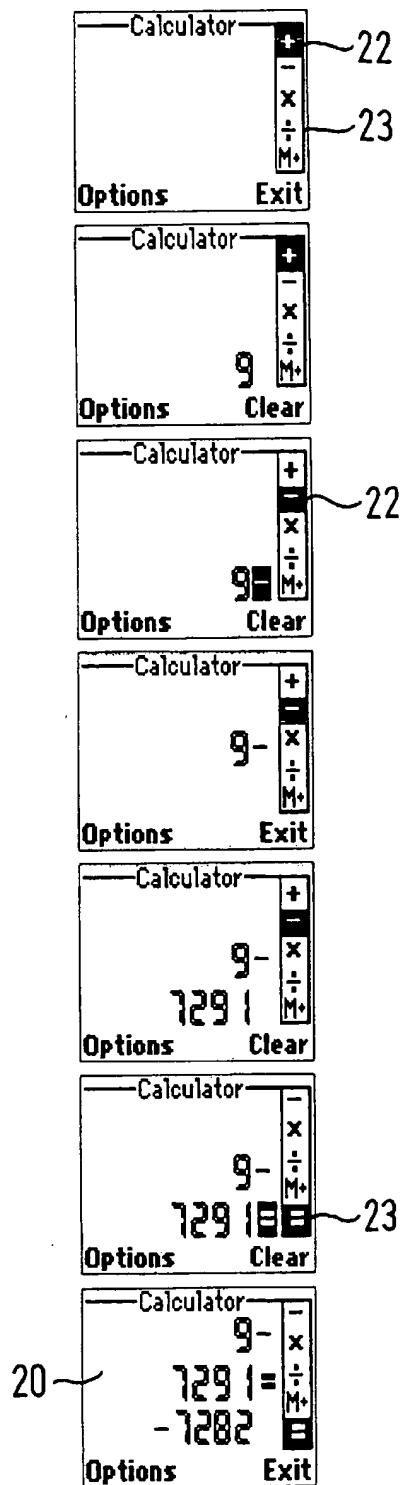 Calculator
+ 22
−
×
÷ 23
M+
Options Exit
Calculator
+
−
×
÷
9 M+
Options Clear
Calculator
+
− 22
×
÷
9− M+
Options Clear
Calculator
+
−
9− ×
÷
M+
Options Exit
Calculator
+
−
9− ×
÷
7291 M+
Options Clear
Calculator
−
×
9− ÷
M+
7291= = 23
Options Clear
Calculator
9− −
×
20 7291= ÷
M+
-7282 =
Options Exit